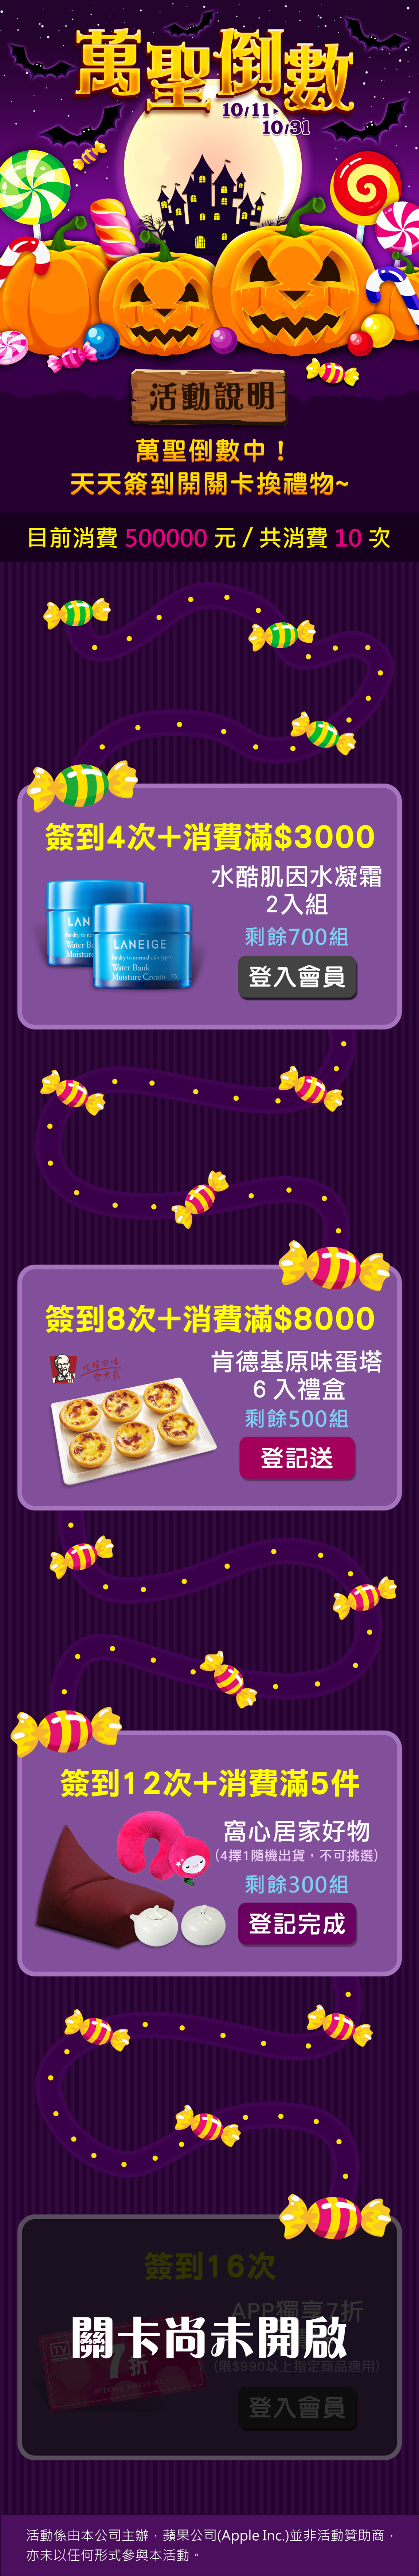 萬聖倒數
10/11▶
10/31
活動說明
萬聖倒數中！
天天簽到開關卡換禮物~
目前消費 500000 元 / 共消費 10 次
簽到4次+消費滿$3000
水酷肌因水凝霜
2入組
剩餘700組
登入會員
LANEIGE
for dry to normal skin types
Water Bank
Moisture Cream_EX
簽到8次+消費滿$8000
肯德基原味蛋塔
6 入禮盒
剩餘500組
登記送
簽到12次+消費滿5件
窩心居家好物
(4擇1隨機出貨，不可挑選)
剩餘300組
登記完成
簽到16次
APP獨享7折
關卡尚未開啟
7折
(限$990以上指定商品適用)
登入會員
活動係由本公司主辦，蘋果公司(Apple Inc.)並非活動贊助商，
亦未以任何形式參與本活動。